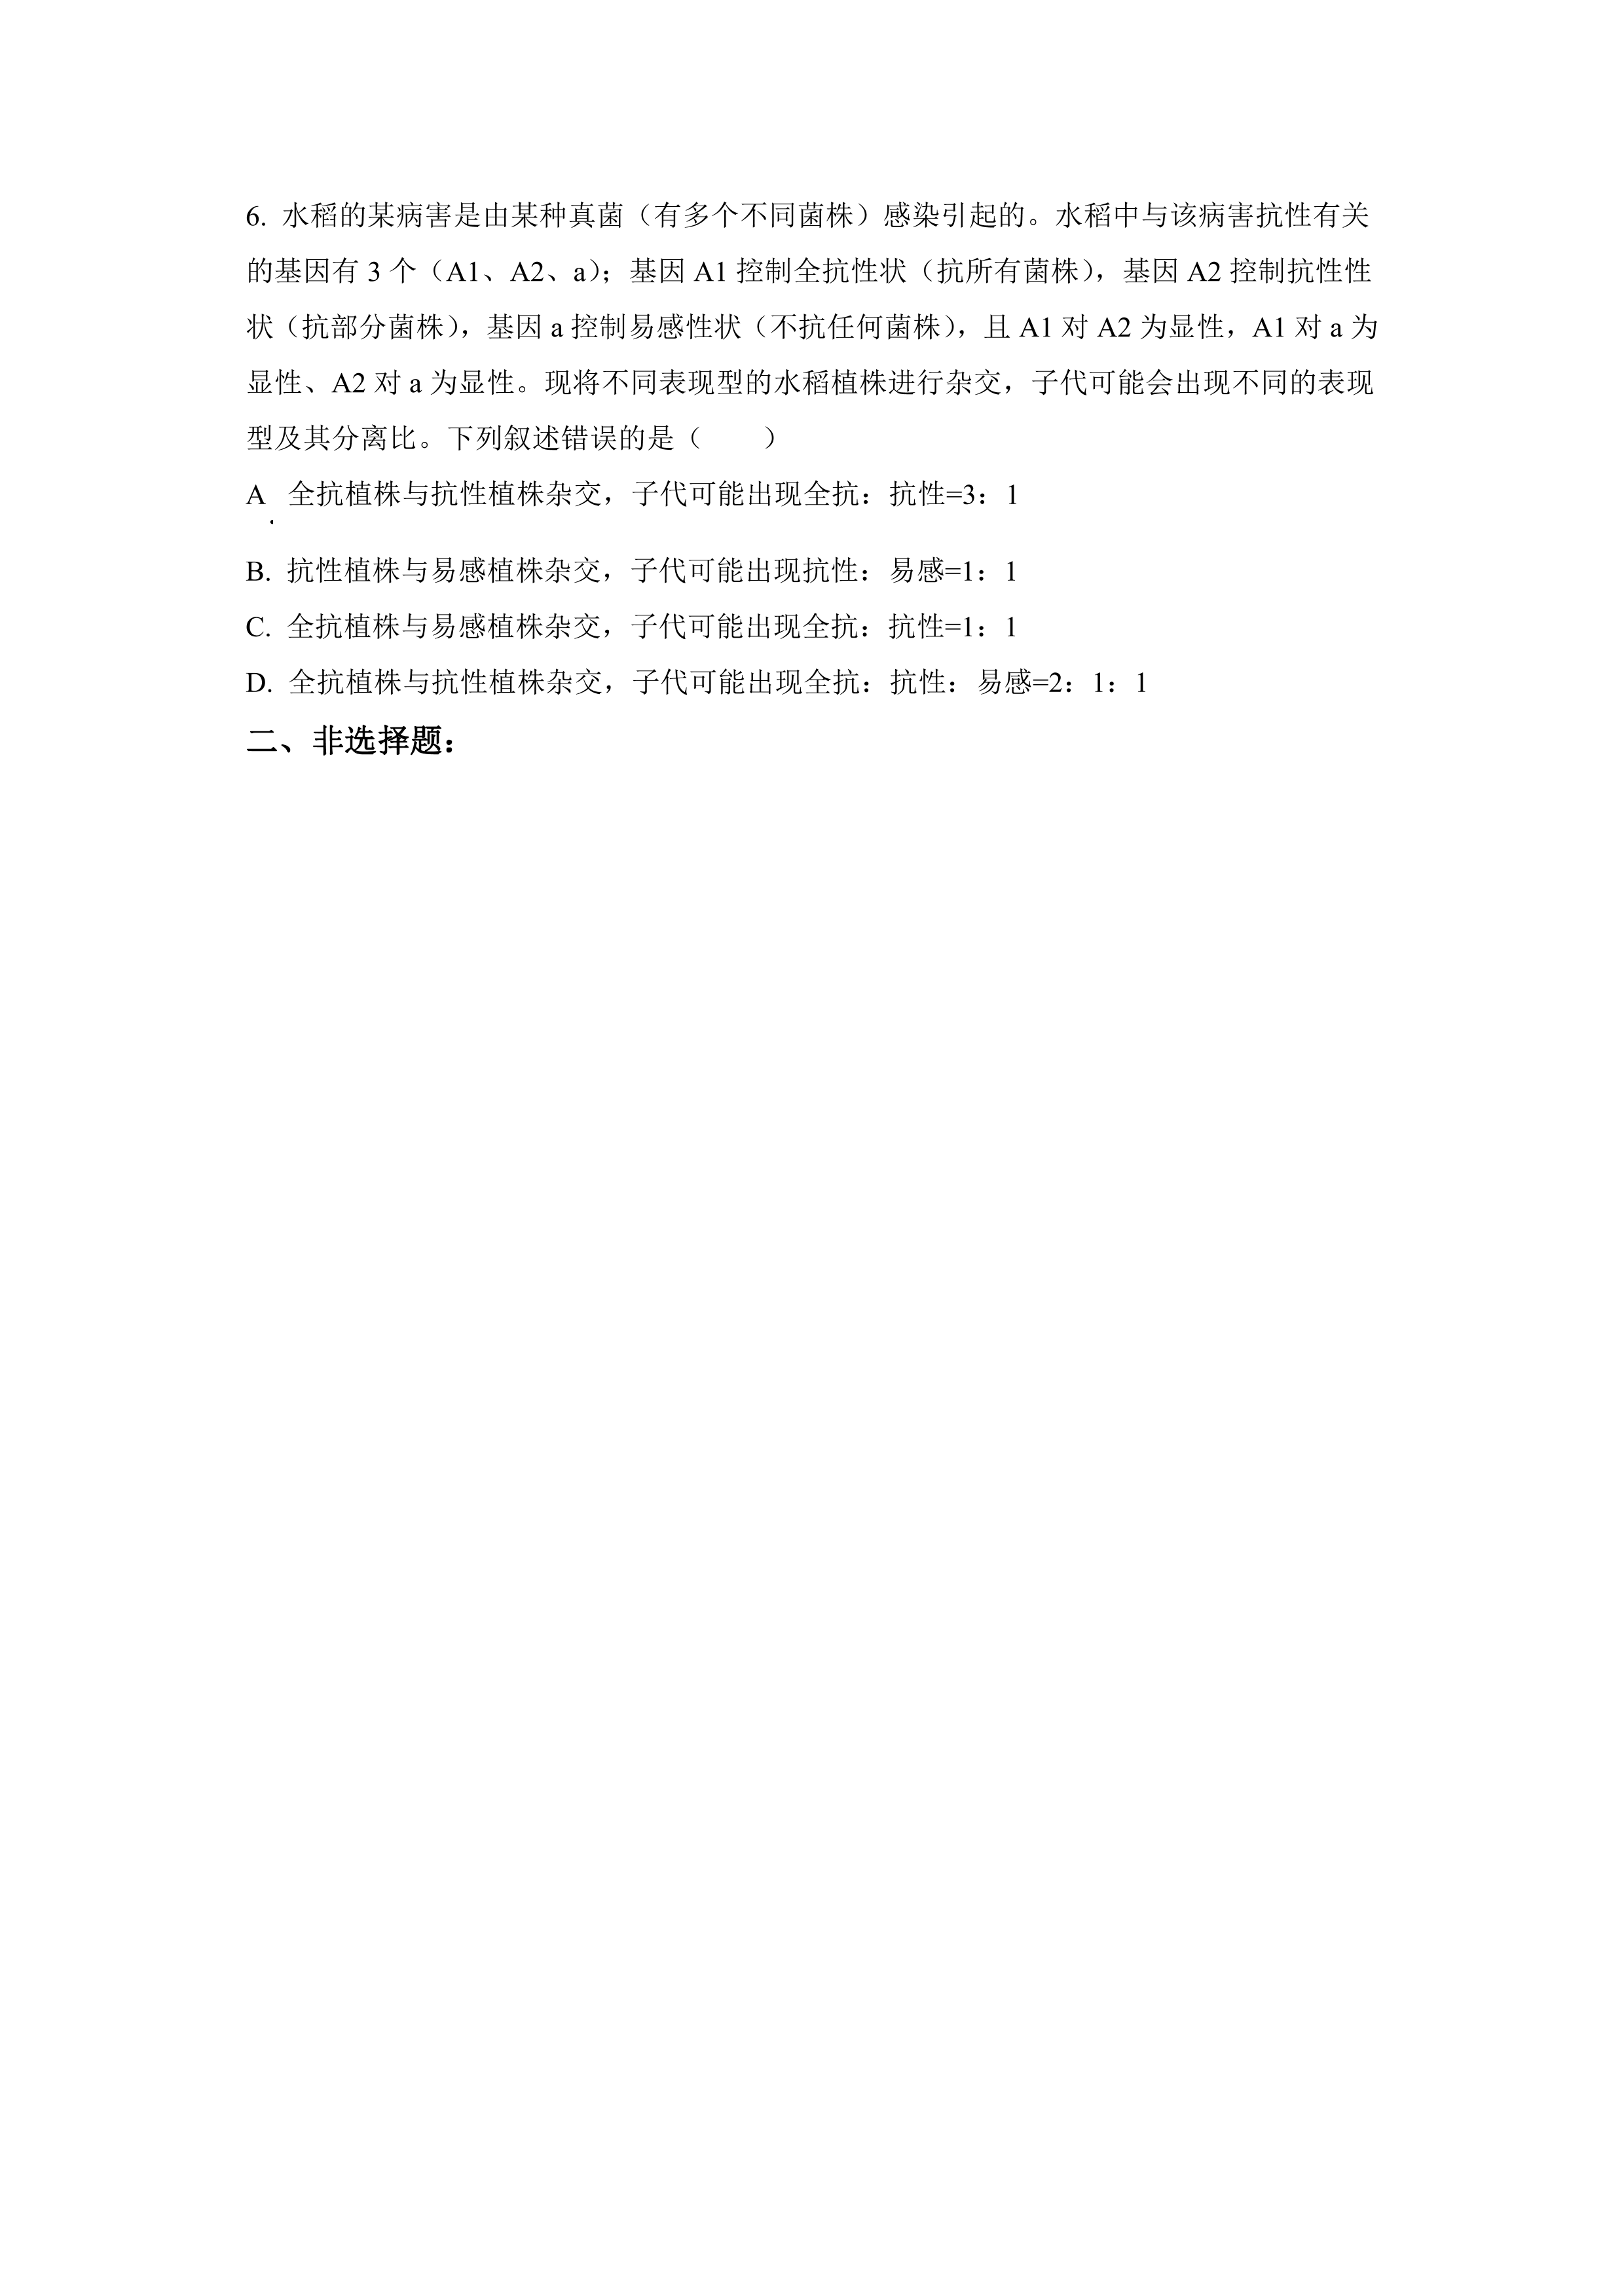 6. 水稻的某病害是由某种真菌（有多个不同菌株）感染引起的。水稻中与该病害抗性有关
的基因有 3 个（A1、A2、a）；基因 A1 控制全抗性状（抗所有菌株），基因 A2 控制抗性性
状（抗部分菌株），基因 a 控制易感性状（不抗任何菌株），且 A1 对 A2 为显性，A1 对 a 为
显性、A2 对 a 为显性。现将不同表现型的水稻植株进行杂交，子代可能会出现不同的表现
型及其分离比。下列叙述错误的是（　　）
A. 全抗植株与抗性植株杂交，子代可能出现全抗：抗性=3：1
B. 抗性植株与易感植株杂交，子代可能出现抗性：易感=1：1
C. 全抗植株与易感植株杂交，子代可能出现全抗：抗性=1：1
D. 全抗植株与抗性植株杂交，子代可能出现全抗：抗性：易感=2：1：1
二、非选择题：